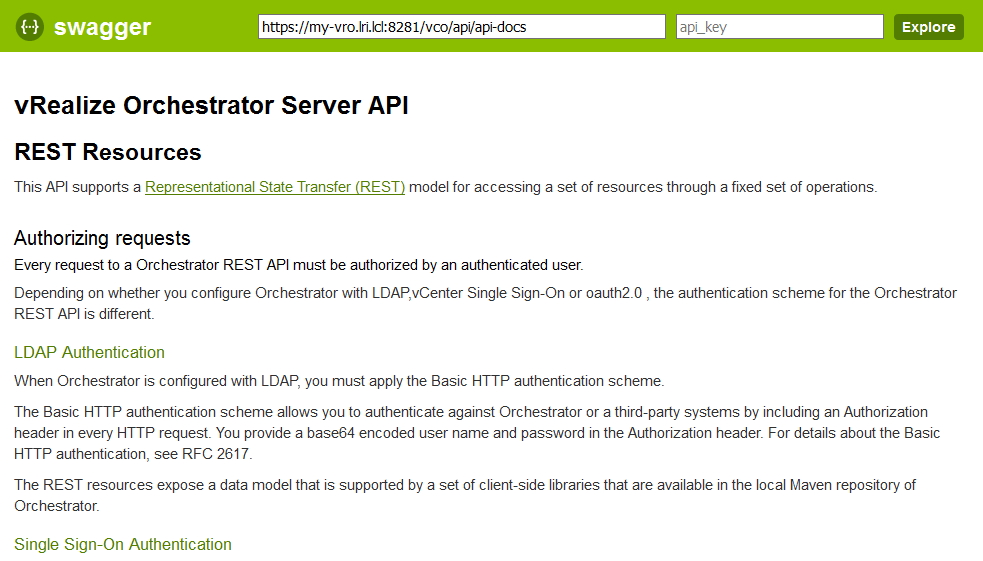 {···} swagger https://my-vro.lri.lcl:8281/vco/api/api-docs api_key Explore
vRealize Orchestrator Server API
REST Resources
This API supports a Representational State Transfer (REST) model for accessing a set of resources through a fixed set of operations.
Authorizing requests
Every request to a Orchestrator REST API must be authorized by an authenticated user.
Depending on whether you configure Orchestrator with LDAP,vCenter Single Sign-On or oauth2.0 , the authentication scheme for the Orchestrator
REST API is different.
LDAP Authentication
When Orchestrator is configured with LDAP, you must apply the Basic HTTP authentication scheme.
The Basic HTTP authentication scheme allows you to authenticate against Orchestrator or a third-party systems by including an Authorization
header in every HTTP request. You provide a base64 encoded user name and password in the Authorization header. For details about the Basic
HTTP authentication, see RFC 2617.
The REST resources expose a data model that is supported by a set of client-side libraries that are available in the local Maven repository of
Orchestrator.
Single Sign-On Authentication